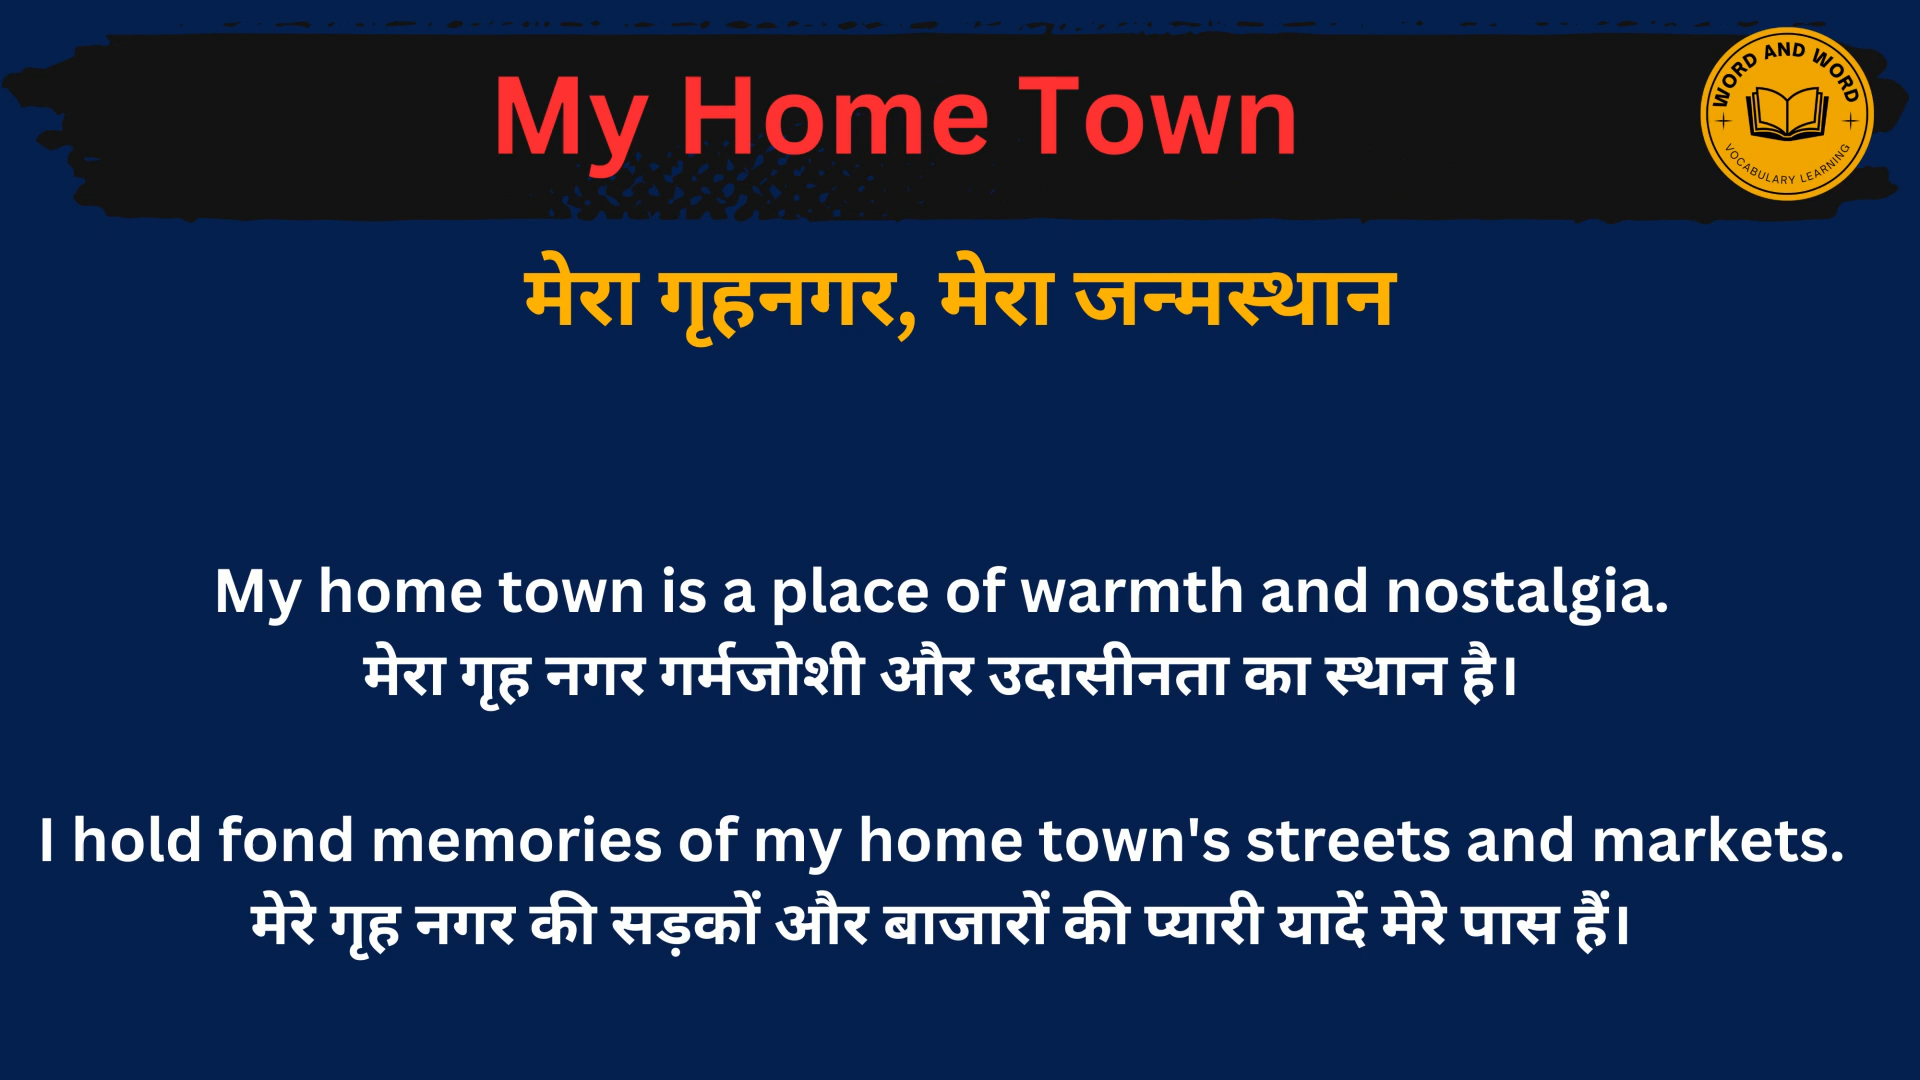 My Home Town
WORD AND WORD
VOCABULARY LEARNING
मेरा गृहनगर, मेरा जन्मस्थान
My home town is a place of warmth and nostalgia.
मेरा गृह नगर गर्मजोशी और उदासीनता का स्थान है।
I hold fond memories of my home town's streets and markets.
मेरे गृह नगर की सड़कों और बाजारों की प्यारी यादें मेरे पास हैं।